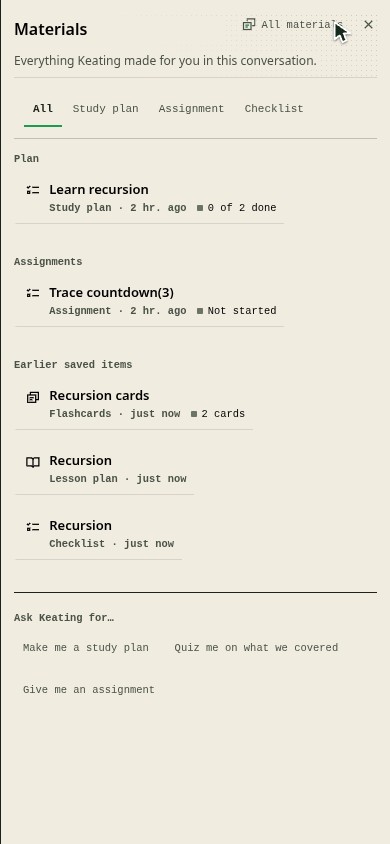 Materials
All materials
Everything Keating made for you in this conversation.
All
Study plan
Assignment
Checklist
Plan
Learn recursion
Study plan · 2 hr. ago
0 of 2 done
Assignments
Trace countdown(3)
Assignment · 2 hr. ago
Not started
Earlier saved items
Recursion cards
Flashcards · just now
2 cards
Recursion
Lesson plan · just now
Recursion
Checklist · just now
Ask Keating for…
Make me a study plan
Quiz me on what we covered
Give me an assignment